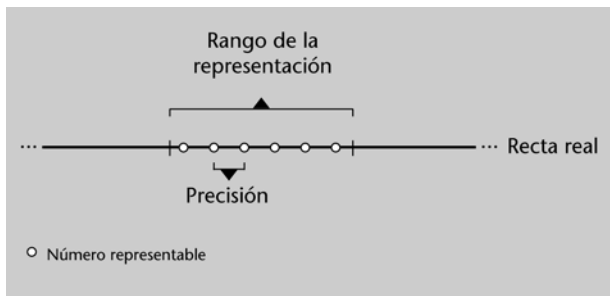 Rango de la
representación
... ... Recta real
Precisión
Número representable